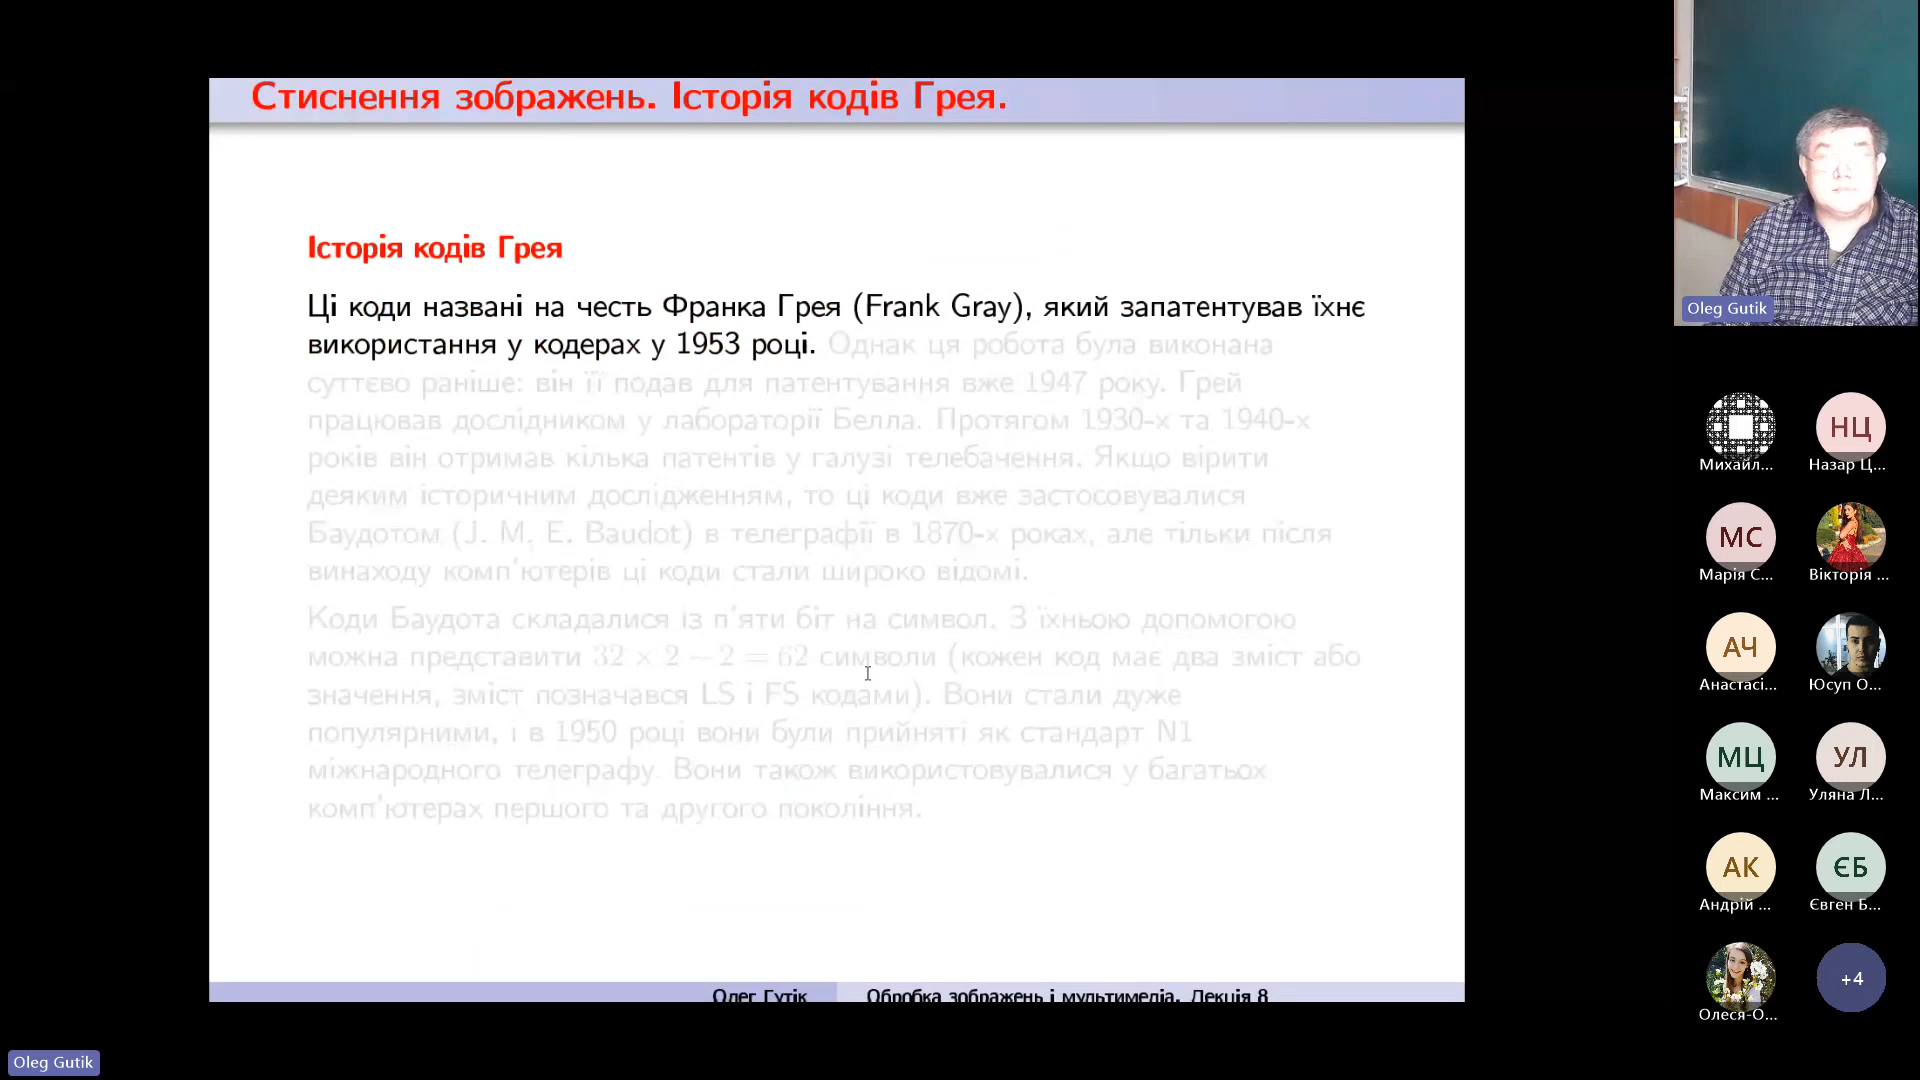 Стиснення зображень. Історія кодів Грея.
Історія кодів Грея
Ці коди названі на честь Франка Грея (Frank Gray), який запатентував їхнє
використання у кодерах у 1953 році. Однак ця робота була виконана
суттєво раніше: він її подав для патентування вже 1947 року. Грей
працював дослідником у лабораторії Белла. Протягом 1930-х та 1940-х
років він отримав кілька патентів у галузі телебачення. Якщо вірити
деяким історичним дослідженням, то ці коди вже застосовувалися
Баудотом (J. M. E. Baudot) в телеграфії в 1870-х роках, але тільки після
винаходу комп'ютерів ці коди стали широко відомі.
Коди Баудота складалися із п'яти біт на символ. З їхньою допомогою
можна представити 32 × 2 − 2 = 62 символи (кожен код має два зміст або
значення, зміст позначався LS і FS кодами). Вони стали дуже
популярними, і в 1950 році вони були прийняті як стандарт N1
міжнародного телеграфу. Вони також використовувалися у багатьох
комп'ютерах першого та другого покоління.
Олег Гутік
Обробка зображень і мультимедіа. Лекція 8
Oleg Gutik
НЦ
Михайл...
Назар Ц...
МС
Марія С...
Вікторія ...
АЧ
Анастасі...
Юсуп О...
МЦ
УЛ
Максим ...
Уляна Л...
АК
ЄБ
Андрій ...
Євген Б...
+4
Олеся-О...
Oleg Gutik